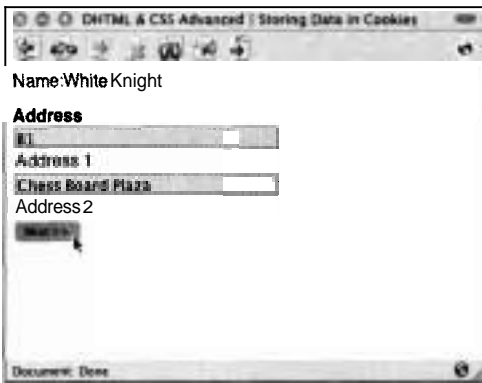 DHTML & CSS Advanced | Storing Data in Cookies
Name:White Knight
Address
Address 1
Chess Board Plaza
Address 2
Document: Done